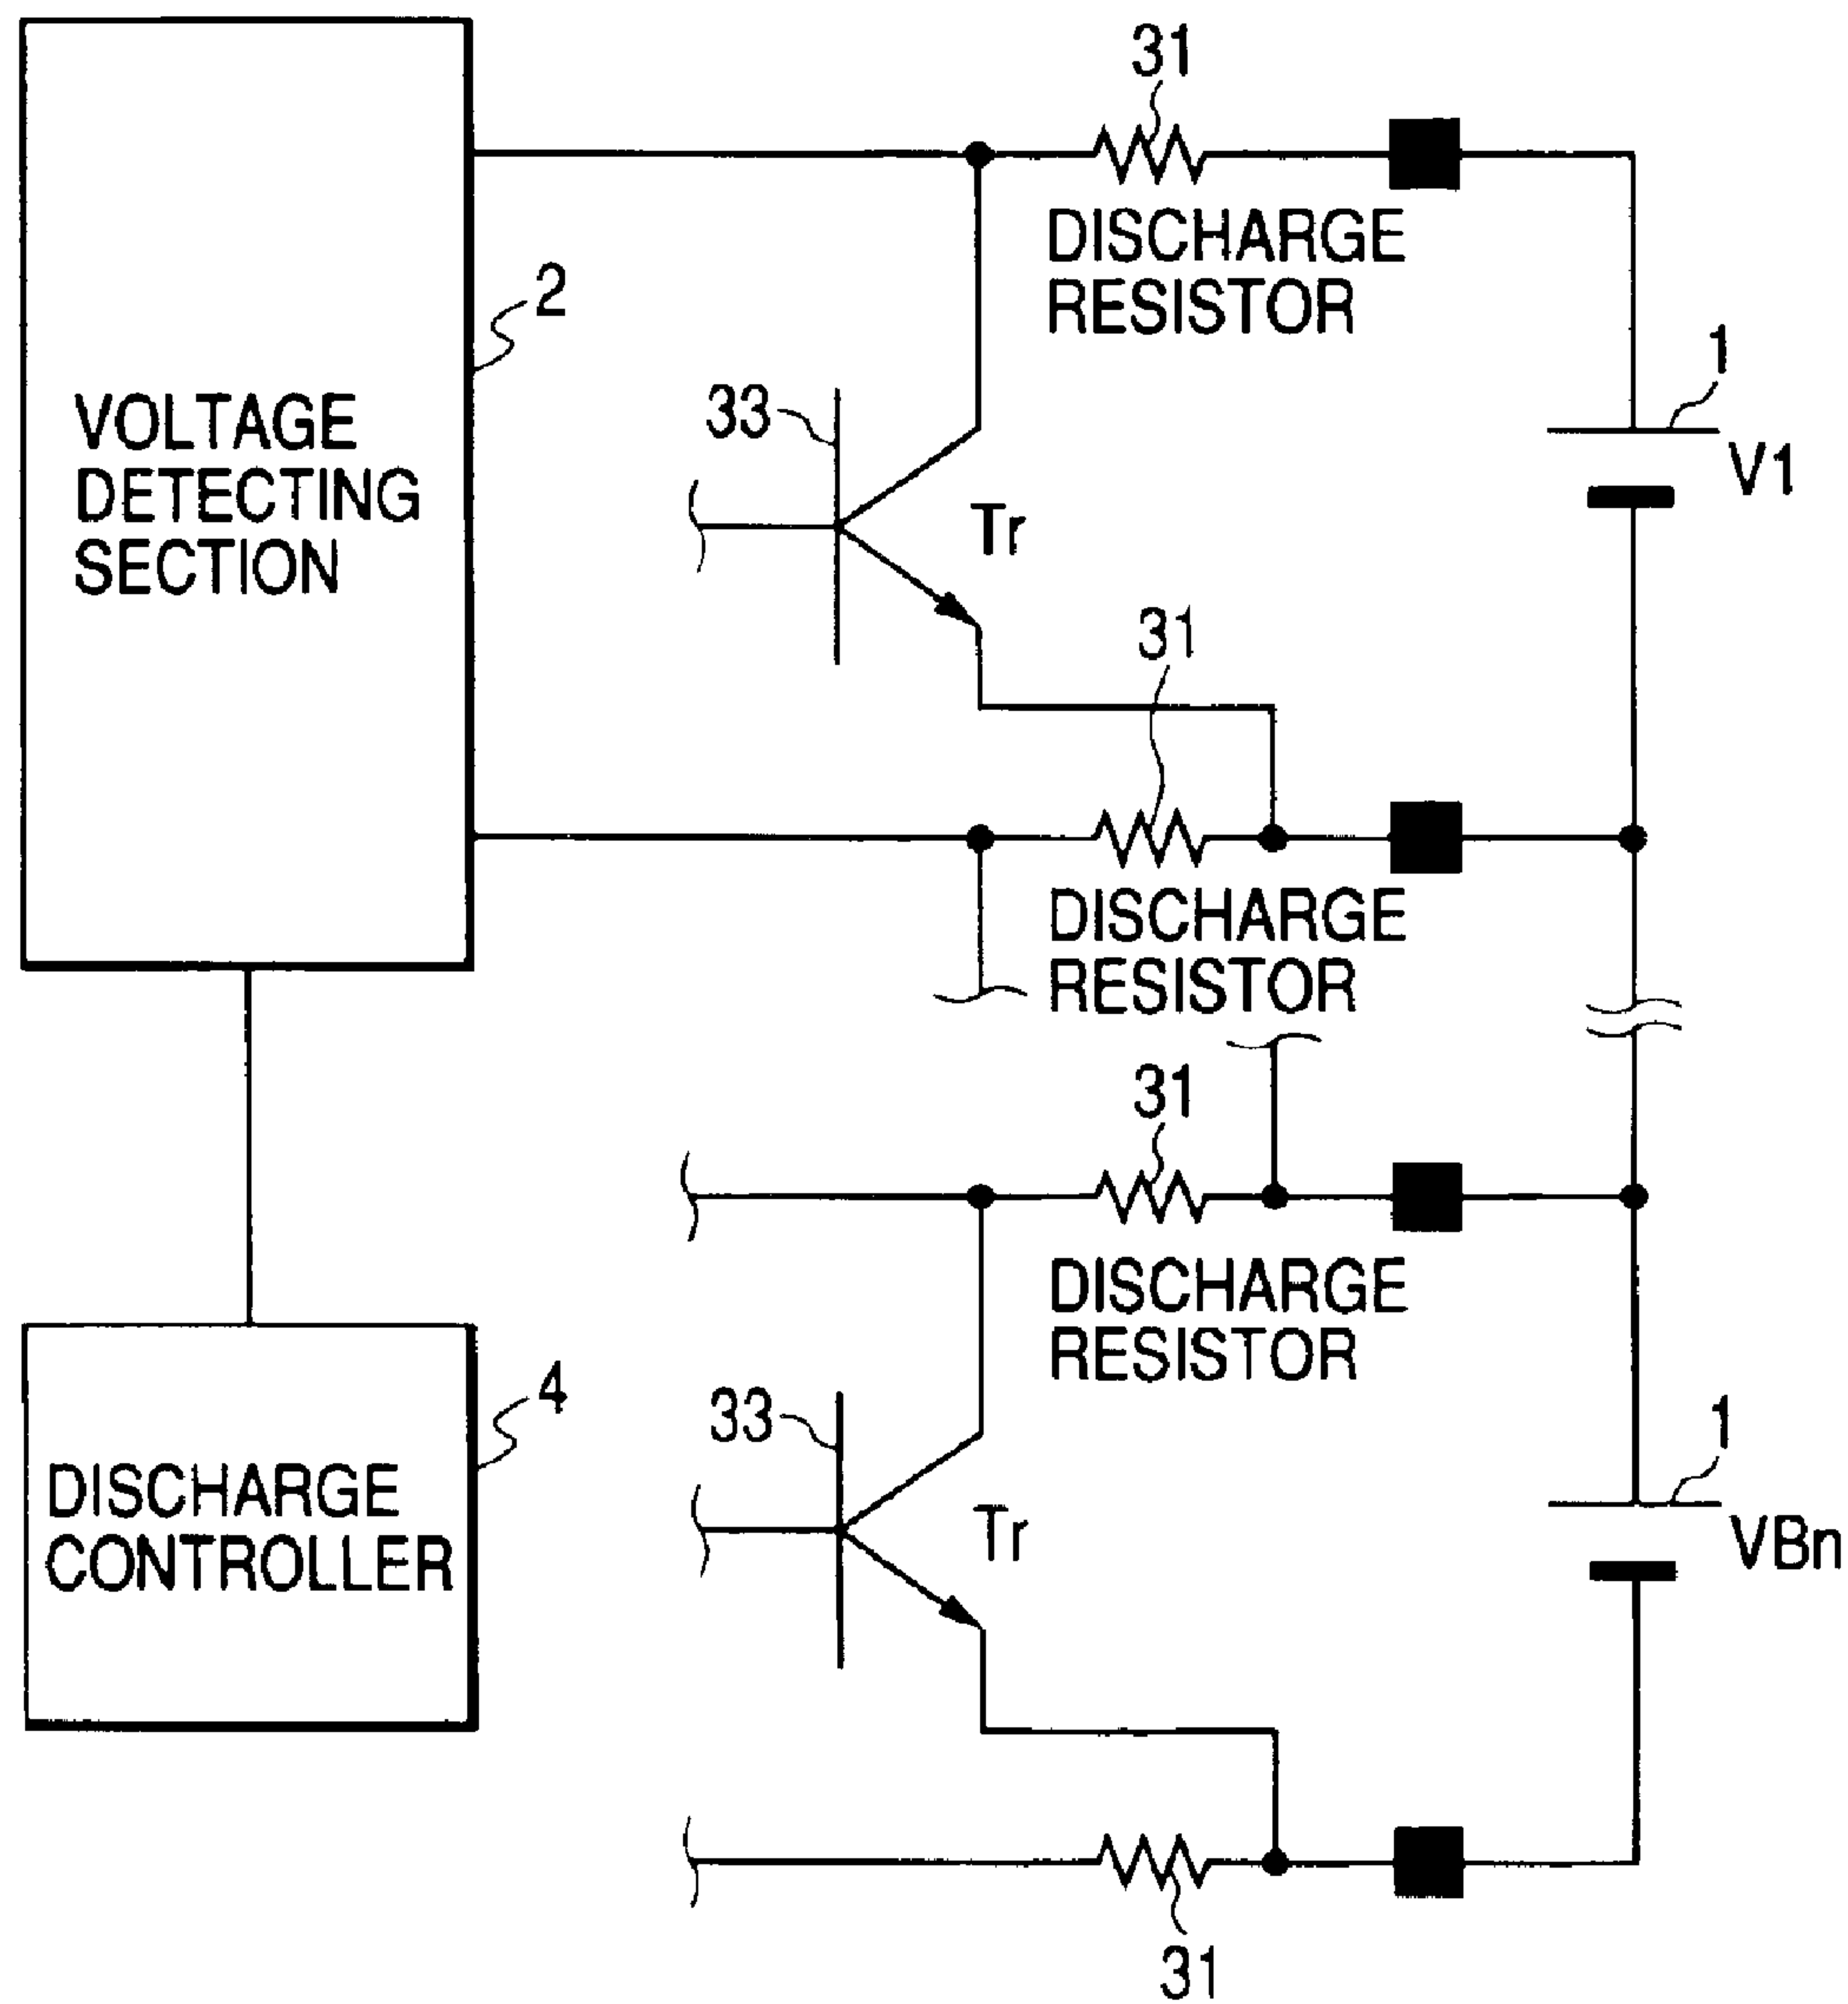 31
DISCHARGE
RESISTOR
2
1
VOLTAGE
DETECTING
SECTION
33
V1
Tr
31
DISCHARGE
RESISTOR
31
DISCHARGE
RESISTOR
4
33
1
DISCHARGE
CONTROLLER
Tr
VBn
31